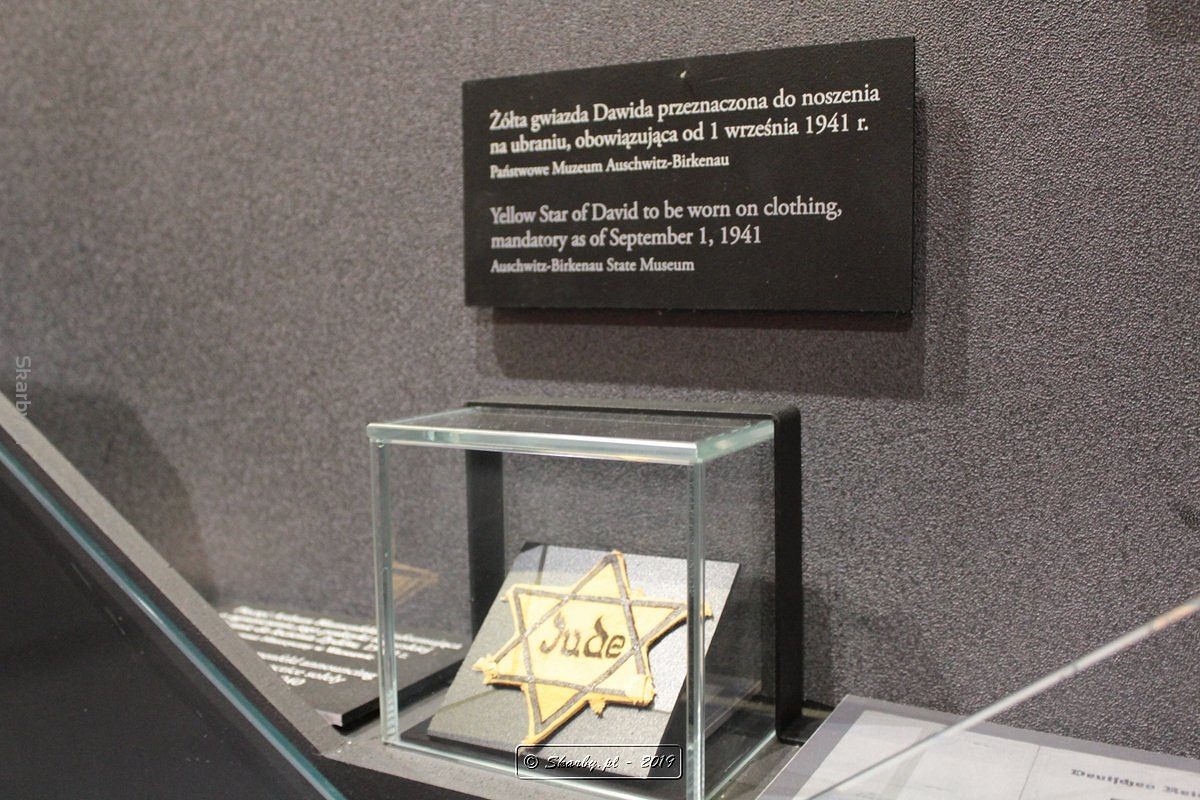 Żółta gwiazda Dawida przeznaczona do noszenia
na ubraniu, obowiązująca od 1 września 1941 r.
Państwowe Muzeum Auschwitz-Birkenau
Yellow Star of David to be worn on clothing,
mandatory as of September 1, 1941
Auschwitz-Birkenau State Museum
Jude
© Skarby.pl - 2019
Skarby